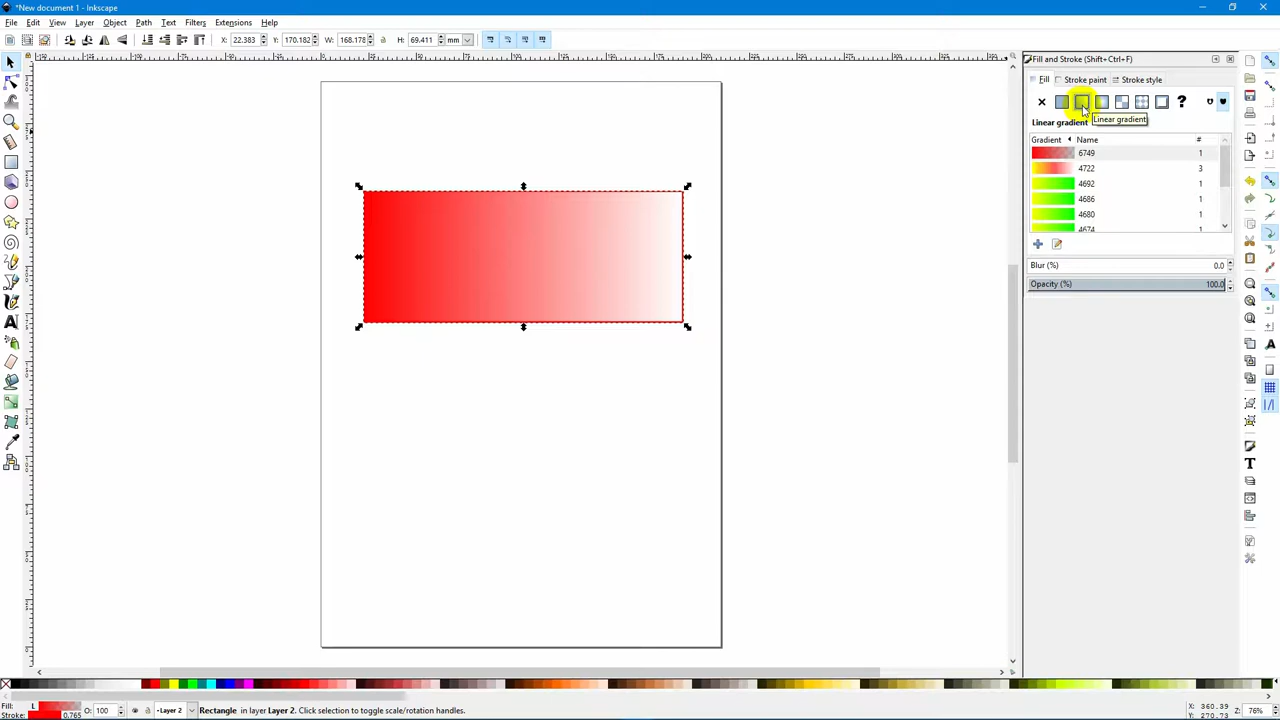 *New document 1 - Inkscape
File Edit View Layer Object Path Text Filters Extensions Help
X: 22.383 Y: 170.182 W: 168.178 H: 69.411 mm
Fill and Stroke (Shift+Ctrl+F)
Fill Stroke paint Stroke style
Linear gradient Linear gradient
Gradient Name #
6749 1
4722 3
4692 1
4686 1
4680 1
4674 1
Blur (%) 0.0
Opacity (%) 100.0
Fill: L O: 100 Layer 2 Rectangle in layer Layer 2. Click selection to toggle scale/rotation handles. X: 360.39 Z: 76%
Stroke: 0.765 Y: 270.73